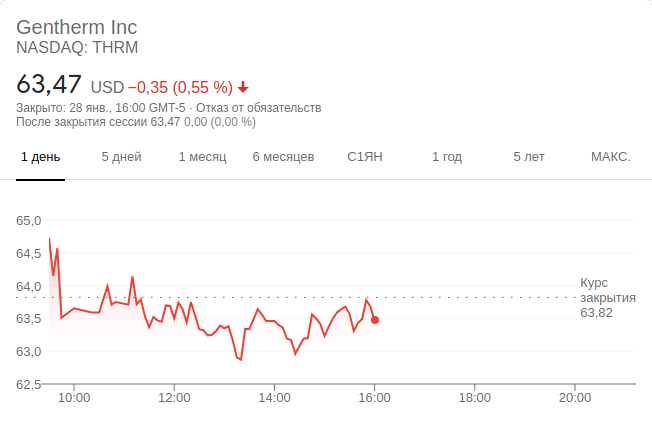 Gentherm Inc
NASDAQ: THRM
63,47 USD −0,35 (0,55 %)
Закрыто: 28 янв., 16:00 GMT-5 · Отказ от обязательств
После закрытия сессии 63,47 0,00 (0,00 %)
1 день 5 дней 1 месяц 6 месяцев С1ЯН 1 год 5 лет МАКС.
65,0
64,5
64,0
63,5
63,0
62,5
Курс
закрытия
63,82
10:00 12:00 14:00 16:00 18:00 20:00